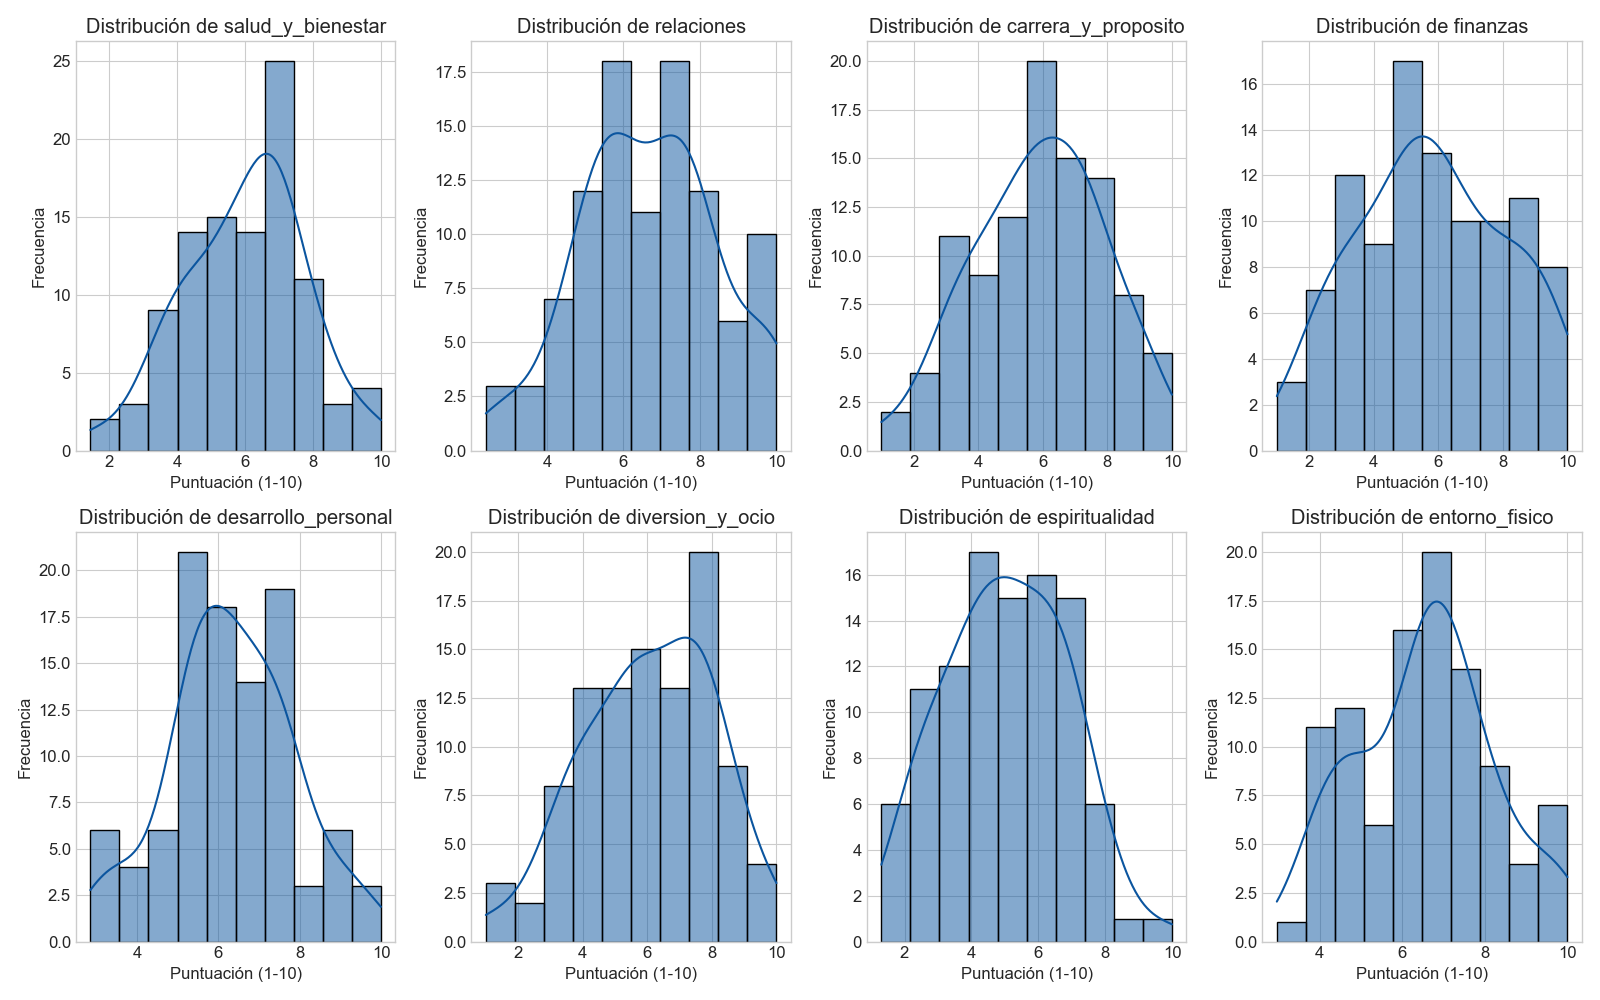 Distribución de salud_y_bienestar
25
20
15
10
5
0
Frecuencia
2 4 6 8 10
Puntuación (1-10)
Distribución de relaciones
17.5
15.0
12.5
10.0
7.5
5.0
2.5
0.0
Frecuencia
4 6 8 10
Puntuación (1-10)
Distribución de carrera_y_proposito
20.0
17.5
15.0
12.5
10.0
7.5
5.0
2.5
0.0
Frecuencia
2 4 6 8 10
Puntuación (1-10)
Distribución de finanzas
16
14
12
10
8
6
4
2
0
Frecuencia
2 4 6 8 10
Puntuación (1-10)
Distribución de desarrollo_personal
20.0
17.5
15.0
12.5
10.0
7.5
5.0
2.5
0.0
Frecuencia
4 6 8 10
Puntuación (1-10)
Distribución de diversion_y_ocio
20.0
17.5
15.0
12.5
10.0
7.5
5.0
2.5
0.0
Frecuencia
2 4 6 8 10
Puntuación (1-10)
Distribución de espiritualidad
16
14
12
10
8
6
4
2
0
Frecuencia
2 4 6 8 10
Puntuación (1-10)
Distribución de entorno_fisico
20.0
17.5
15.0
12.5
10.0
7.5
5.0
2.5
0.0
Frecuencia
4 6 8 10
Puntuación (1-10)